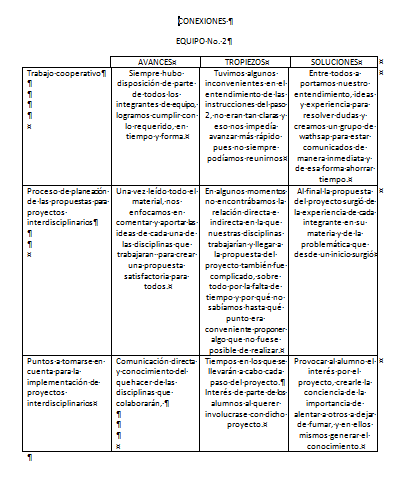 CONEXIONES
EQUIPO No. 2
AVANCES TROPIEZOS SOLUCIONES
Trabajo cooperativo
Siempre hubo
disposición de parte
de todos los
integrantes de equipo,
logramos cumplir con
lo requerido, en
tiempo y forma.
Tuvimos algunos
inconvenientes en el
entendimiento de las
instrucciones del paso
2, no eran tan claras y
eso nos impedía
avanzar más rápido
pues no siempre
podíamos reunirnos
Entre todos a
portamos nuestro
entendimiento, ideas
y experiencia para
resolver dudas y
creamos un grupo de
wathsap para estar
comunicados de
manera inmediata y
de esa forma ahorrar
tiempo.
Proceso de planeación
de las propuestas para
proyectos
interdisciplinarios
Una vez leído todo el
material, nos
enfocamos en
comentar y aportar las
ideas de cada una de
las disciplinas que
trabajaran para crear
una propuesta
satisfactoria para
todos.
En algunos momentos
no encontrábamos la
relación directa e
indirecta en la que
nuestras disciplinas
trabajarían y llegar a
la propuesta del
proyecto también fue
complicado, sobre
todo por la falta de
tiempo y por qué no
sabíamos hasta qué
punto era
conveniente proponer
algo que no fuese
posible de realizar.
Al final la propuesta
del proyecto surgió de
la experiencia de cada
integrante en su
materia y de la
problemática que
desde un inicio surgió
Puntos a tomarse en
cuenta para la
implementación de
proyectos
interdisciplinarios
Comunicación directa
y conocimiento del
quehacer de las
disciplinas que
colaborarán,
Tiempos en los que se
llevarán a cabo cada
paso del proyecto.
Interés de parte de los
alumnos al querer
involucrase con dicho
proyecto.
Provocar al alumno el
interés por el
proyecto, crearle la
conciencia de la
importancia de
alentar a otros a dejar
de fumar, y en ellos
mismos generar el
conocimiento.